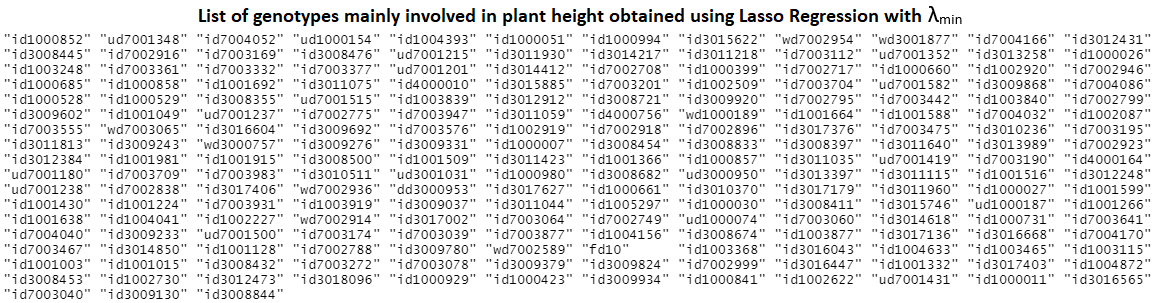 List of genotypes mainly involved in plant height obtained using Lasso Regression with λmin
"id1000852" "ud7001348" "id7004052" "ud1000154" "id1004393" "id1000051" "id1000994" "id3015622" "wd7002954" "wd3001877" "id7004166" "id3012431"
"id3008445" "id7002916" "id7003169" "id3008476" "ud7001215" "id3011930" "id3014217" "id3011218" "id7003112" "ud7001352" "id3013258" "id1000026"
"id1003248" "id7003361" "id7003332" "id7003377" "ud7001201" "id3014412" "id7002708" "id1000399" "id7002717" "id1000660" "id1002920" "id7002946"
"id1000685" "id1000858" "id1001692" "id3011075" "id4000010" "id3015885" "id7003201" "id1002509" "id7003704" "ud7001582" "id3009868" "id7004086"
"id1000528" "id1000529" "id3008355" "ud7001515" "id1003839" "id3012912" "id3008721" "id3009920" "id7002795" "id7003442" "id1003840" "id7002799"
"id3009602" "id1001049" "ud7001237" "id7002775" "id7003947" "id3011059" "id4000756" "wd1000189" "id1001664" "id1001588" "id7004032" "id1002087"
"id7003555" "wd7003065" "id3016604" "id3009692" "id7003576" "id1002919" "id7002918" "id7002896" "id3017376" "id7003475" "id3010236" "id7003195"
"id3011813" "id3009243" "wd3000757" "id3009276" "id3009331" "id1000007" "id3008454" "id3008833" "id3008397" "id3011640" "id3013989" "id7002923"
"id3012384" "id1001981" "id1001915" "id3008500" "id1001509" "id3011423" "id1001366" "id1000857" "id3011035" "ud7001419" "id7003190" "id4000164"
"ud7001180" "id7003709" "id7003983" "id3010511" "ud3001031" "id1000980" "id3008682" "ud3000950" "id3013397" "id3011115" "id1001516" "id3012248"
"ud7001238" "id7002838" "id3017406" "wd7002936" "dd3000953" "id3017627" "id1000661" "id3010370" "id3017179" "id3011960" "id1000027" "id1001599"
"id1001430" "id1001224" "id7003931" "id1003919" "id3009037" "id3011044" "id1005297" "id1000030" "id3008411" "id3015746" "ud1000187" "id1001266"
"id1001638" "id1004041" "id1002227" "wd7002914" "id3017002" "id7003064" "id7002749" "ud1000074" "id7003060" "id3014618" "id1000731" "id7003641"
"id7004040" "id3009233" "ud7001500" "id7003174" "id7003039" "id7003877" "id1004156" "id3008674" "id1003877" "id3017136" "id3016668" "id7004170"
"id7003467" "id3014850" "id1001128" "id7002788" "id3009780" "wd7002589" "fd10" "id1003368" "id3016043" "id1004633" "id1003465" "id1003115"
"id1001003" "id1001015" "id3008432" "id7003272" "id7003078" "id3009379" "id3009824" "id7002999" "id3016447" "id1001332" "id3017403" "id1004872"
"id3008453" "id1002730" "id3012473" "id3018096" "id1000929" "id1000423" "id3009934" "id1000841" "id1002622" "ud7001431" "id1000011" "id3016565"
"id7003040" "id3009130" "id3008844"